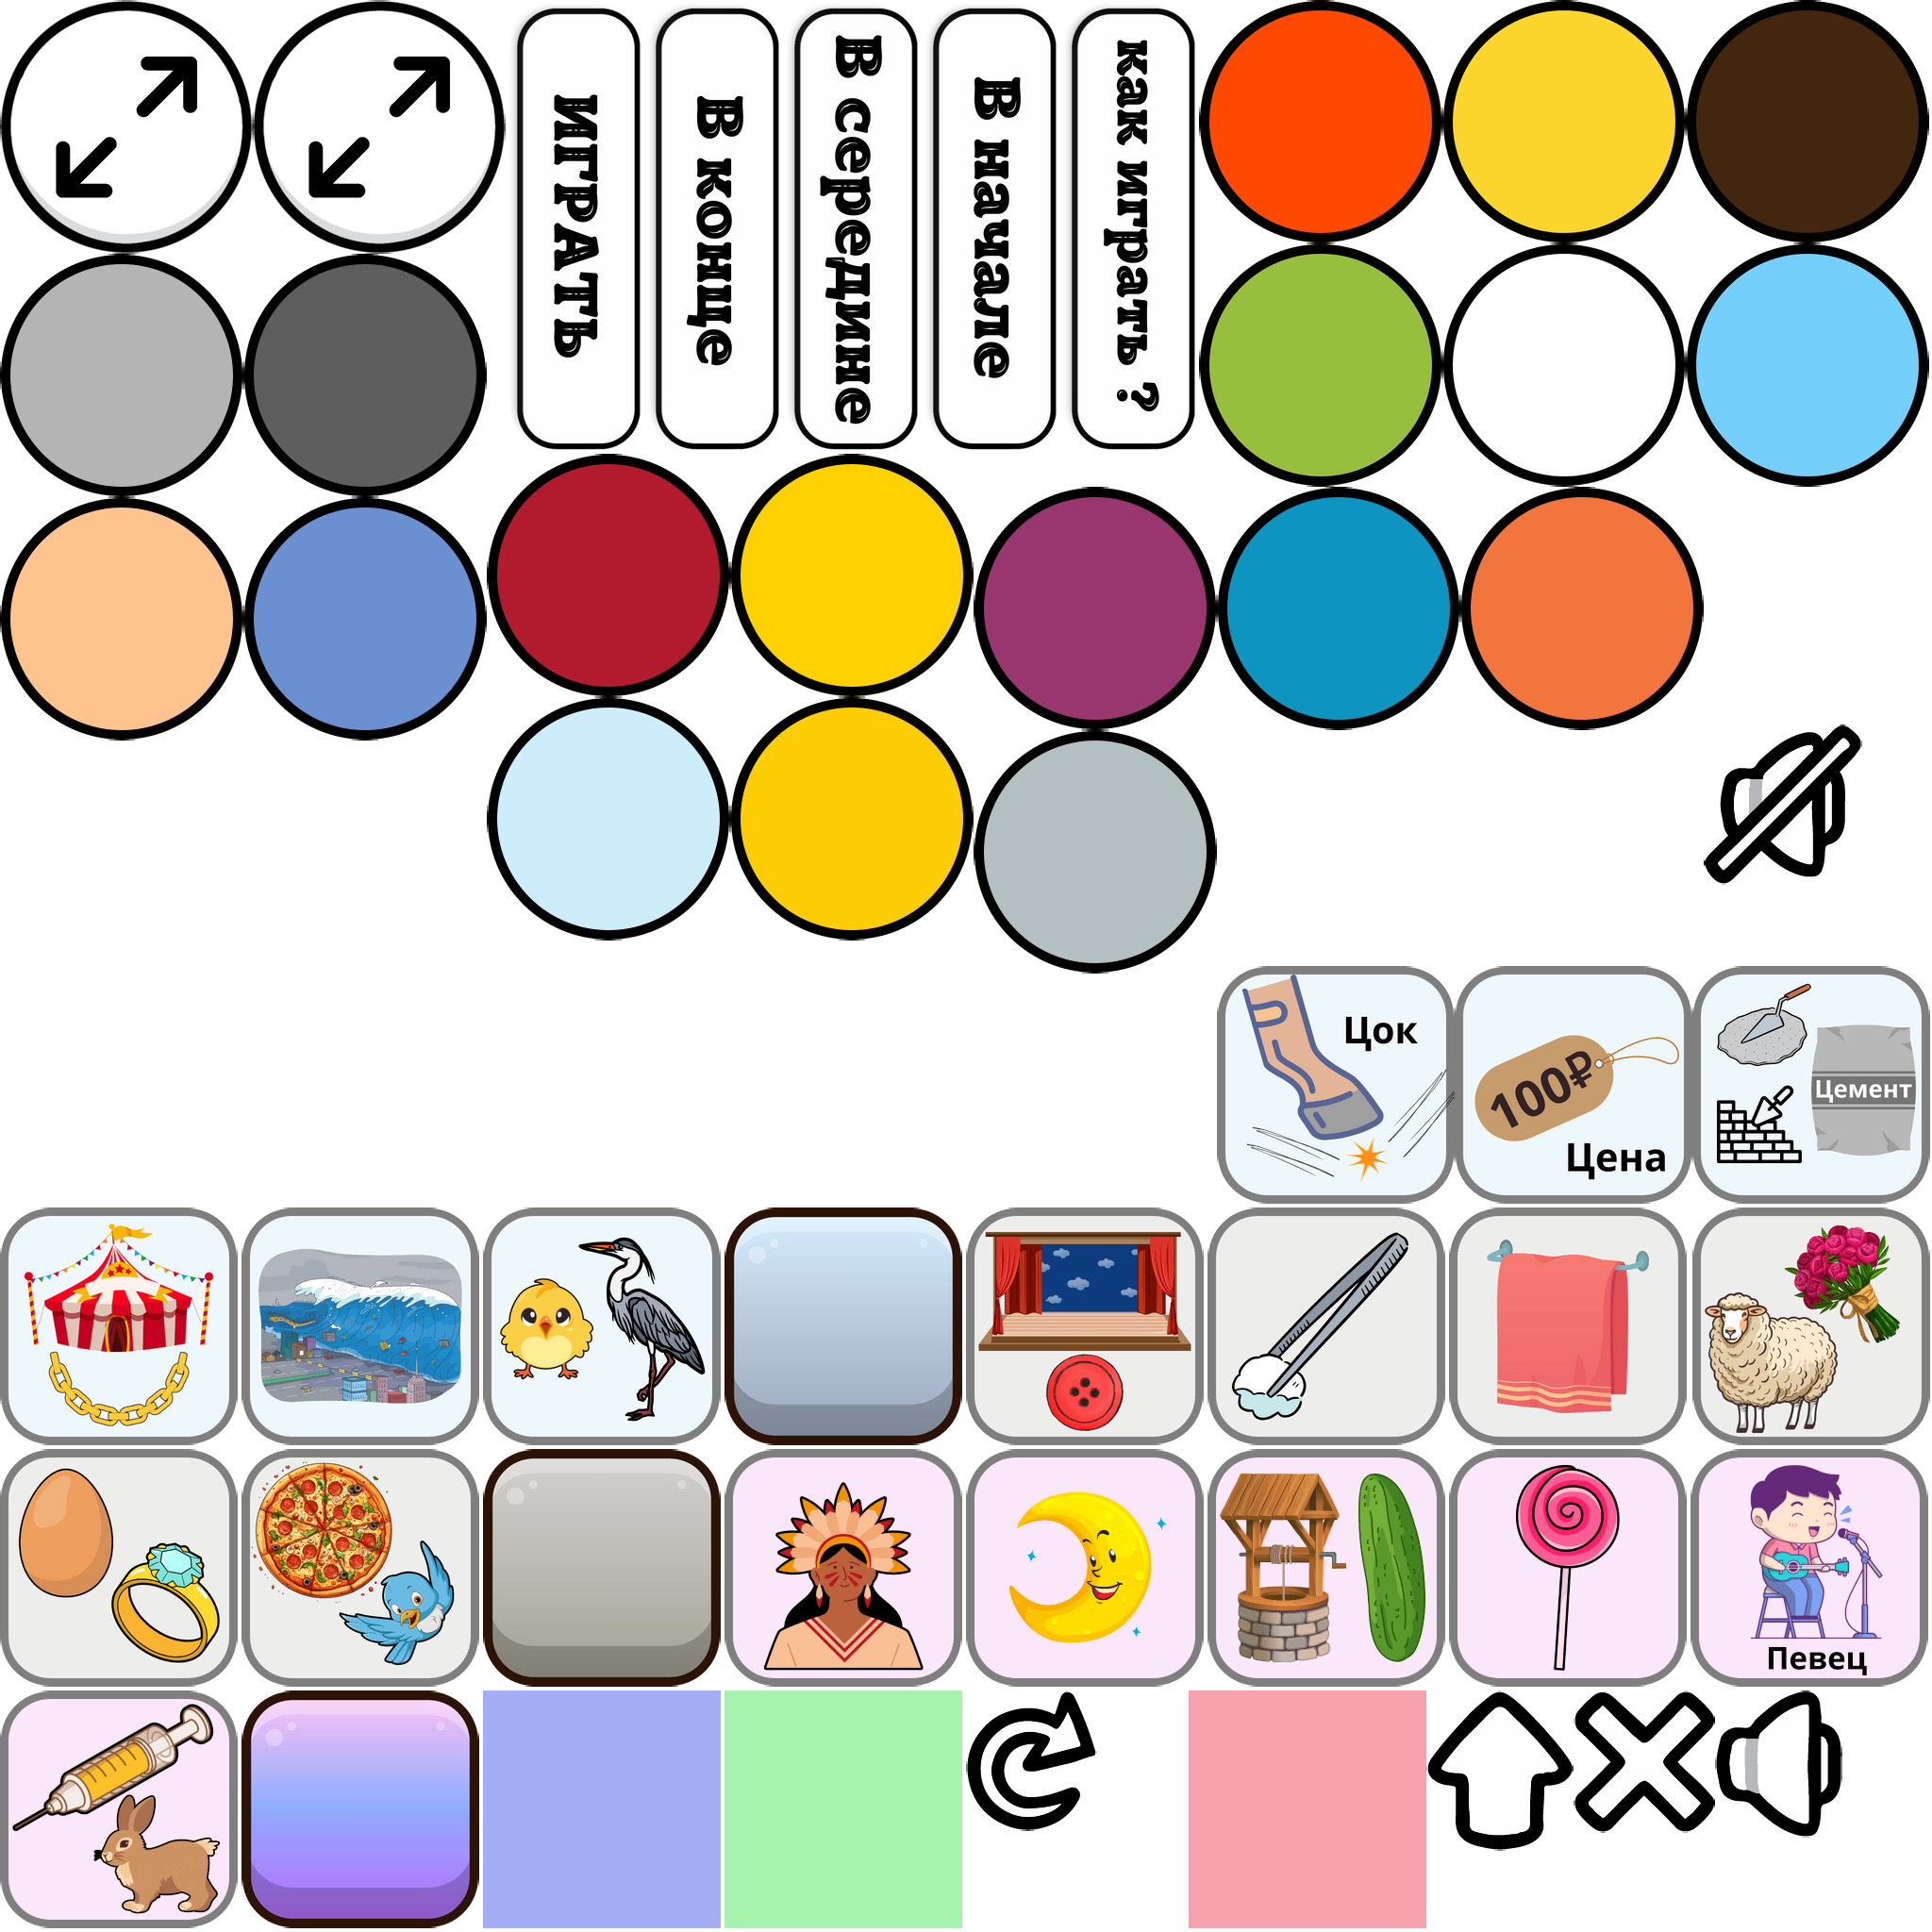 ИГРАТЬ
В конце
В середине
В начале
как играть ?
Цок
100₽
Цена
Цемент
Певец